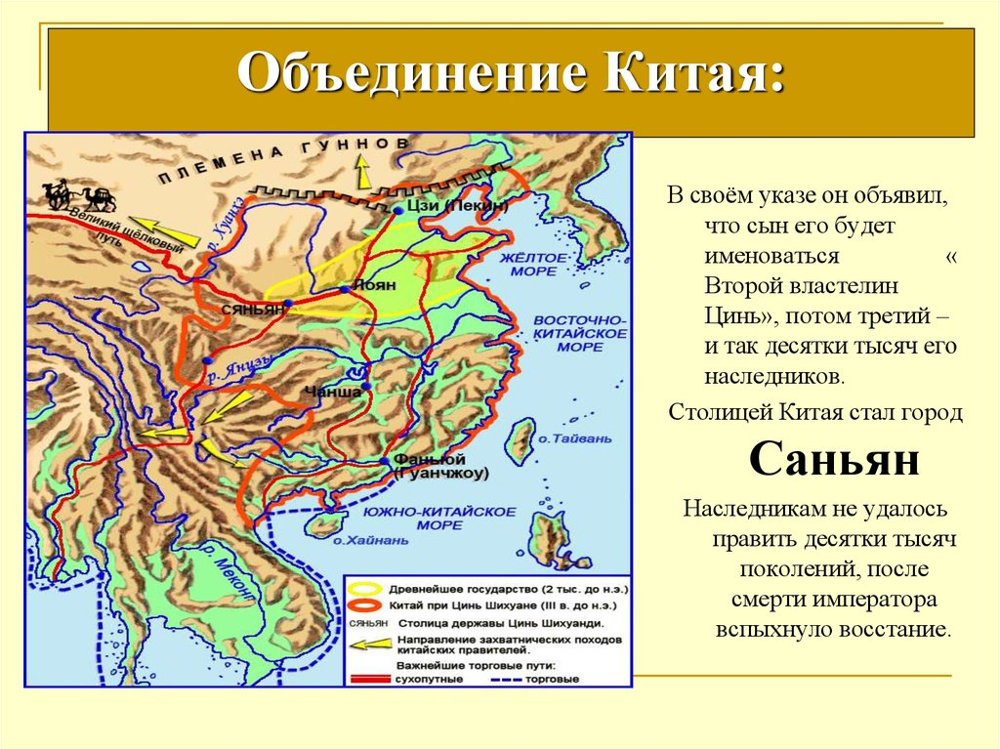 Объединение Китая:
ПЛЕМЕНА ГУННОВ
Великий шёлковый
путь
р. Хуанхэ
Цзи (Пекин)
ЖЁЛТОЕ
МОРЕ
Лоян
СЯНЬЯН
ВОСТОЧНО-
КИТАЙСКОЕ
МОРЕ
р. Янцзы
Чанша
о.Тайвань
Фаньюй
(Гуанчжоу)
ЮЖНО-КИТАЙСКОЕ
МОРЕ
о.Хайнань
р. Меконг
Древнейшее государство (2 тыс. до н.э.)
Китай при Цинь Шихуане (III в. до н.э.)
СЯНЬЯН Столица державы Цинь Шихуанди.
Направление захватнических походов
китайских правителей.
Важнейшие торговые пути:
сухопутные торговые
В своём указе он объявил,
что сын его будет
именоваться «
Второй властелин
Цинь», потом третий –
и так десятки тысяч его
наследников.
Столицей Китая стал город
Саньян
Наследникам не удалось
править десятки тысяч
поколений, после
смерти императора
вспыхнуло восстание.